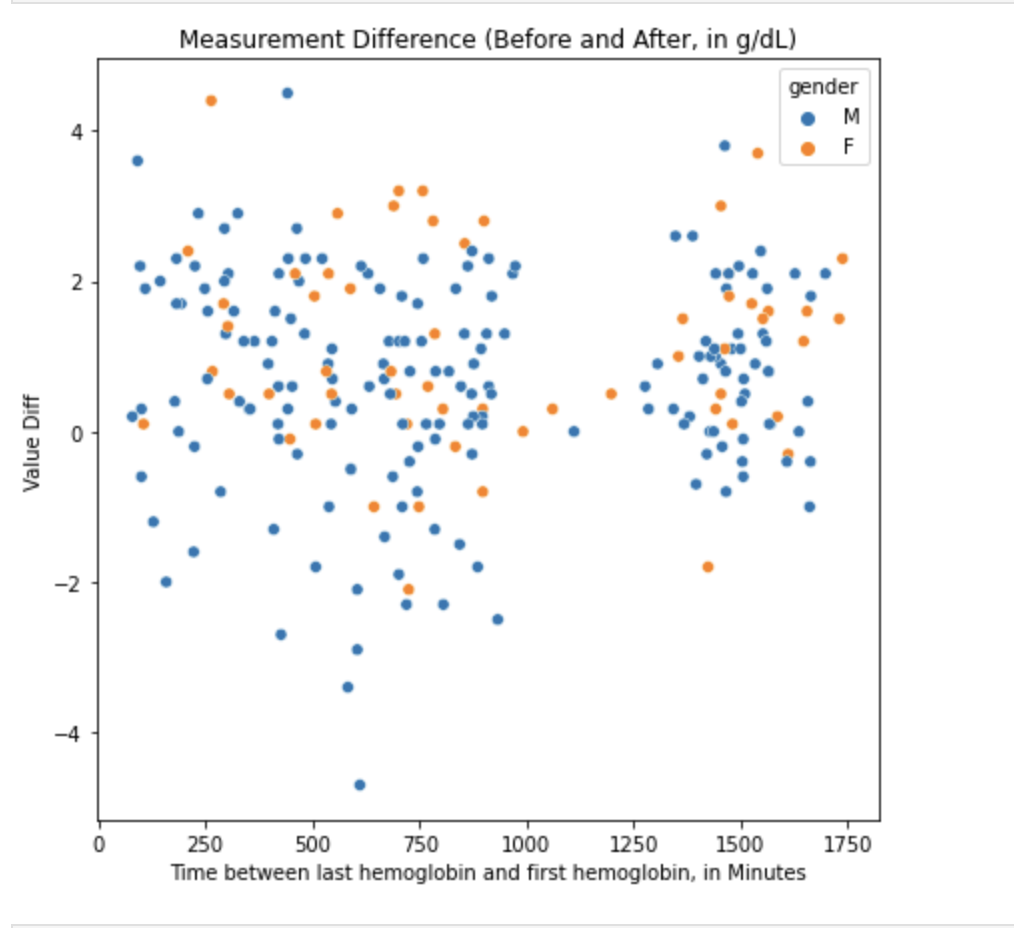 Measurement Difference (Before and After, in g/dL)
gender
M
F
4
2
0
−2
−4
Value Diff
0 250 500 750 1000 1250 1500 1750
Time between last hemoglobin and first hemoglobin, in Minutes